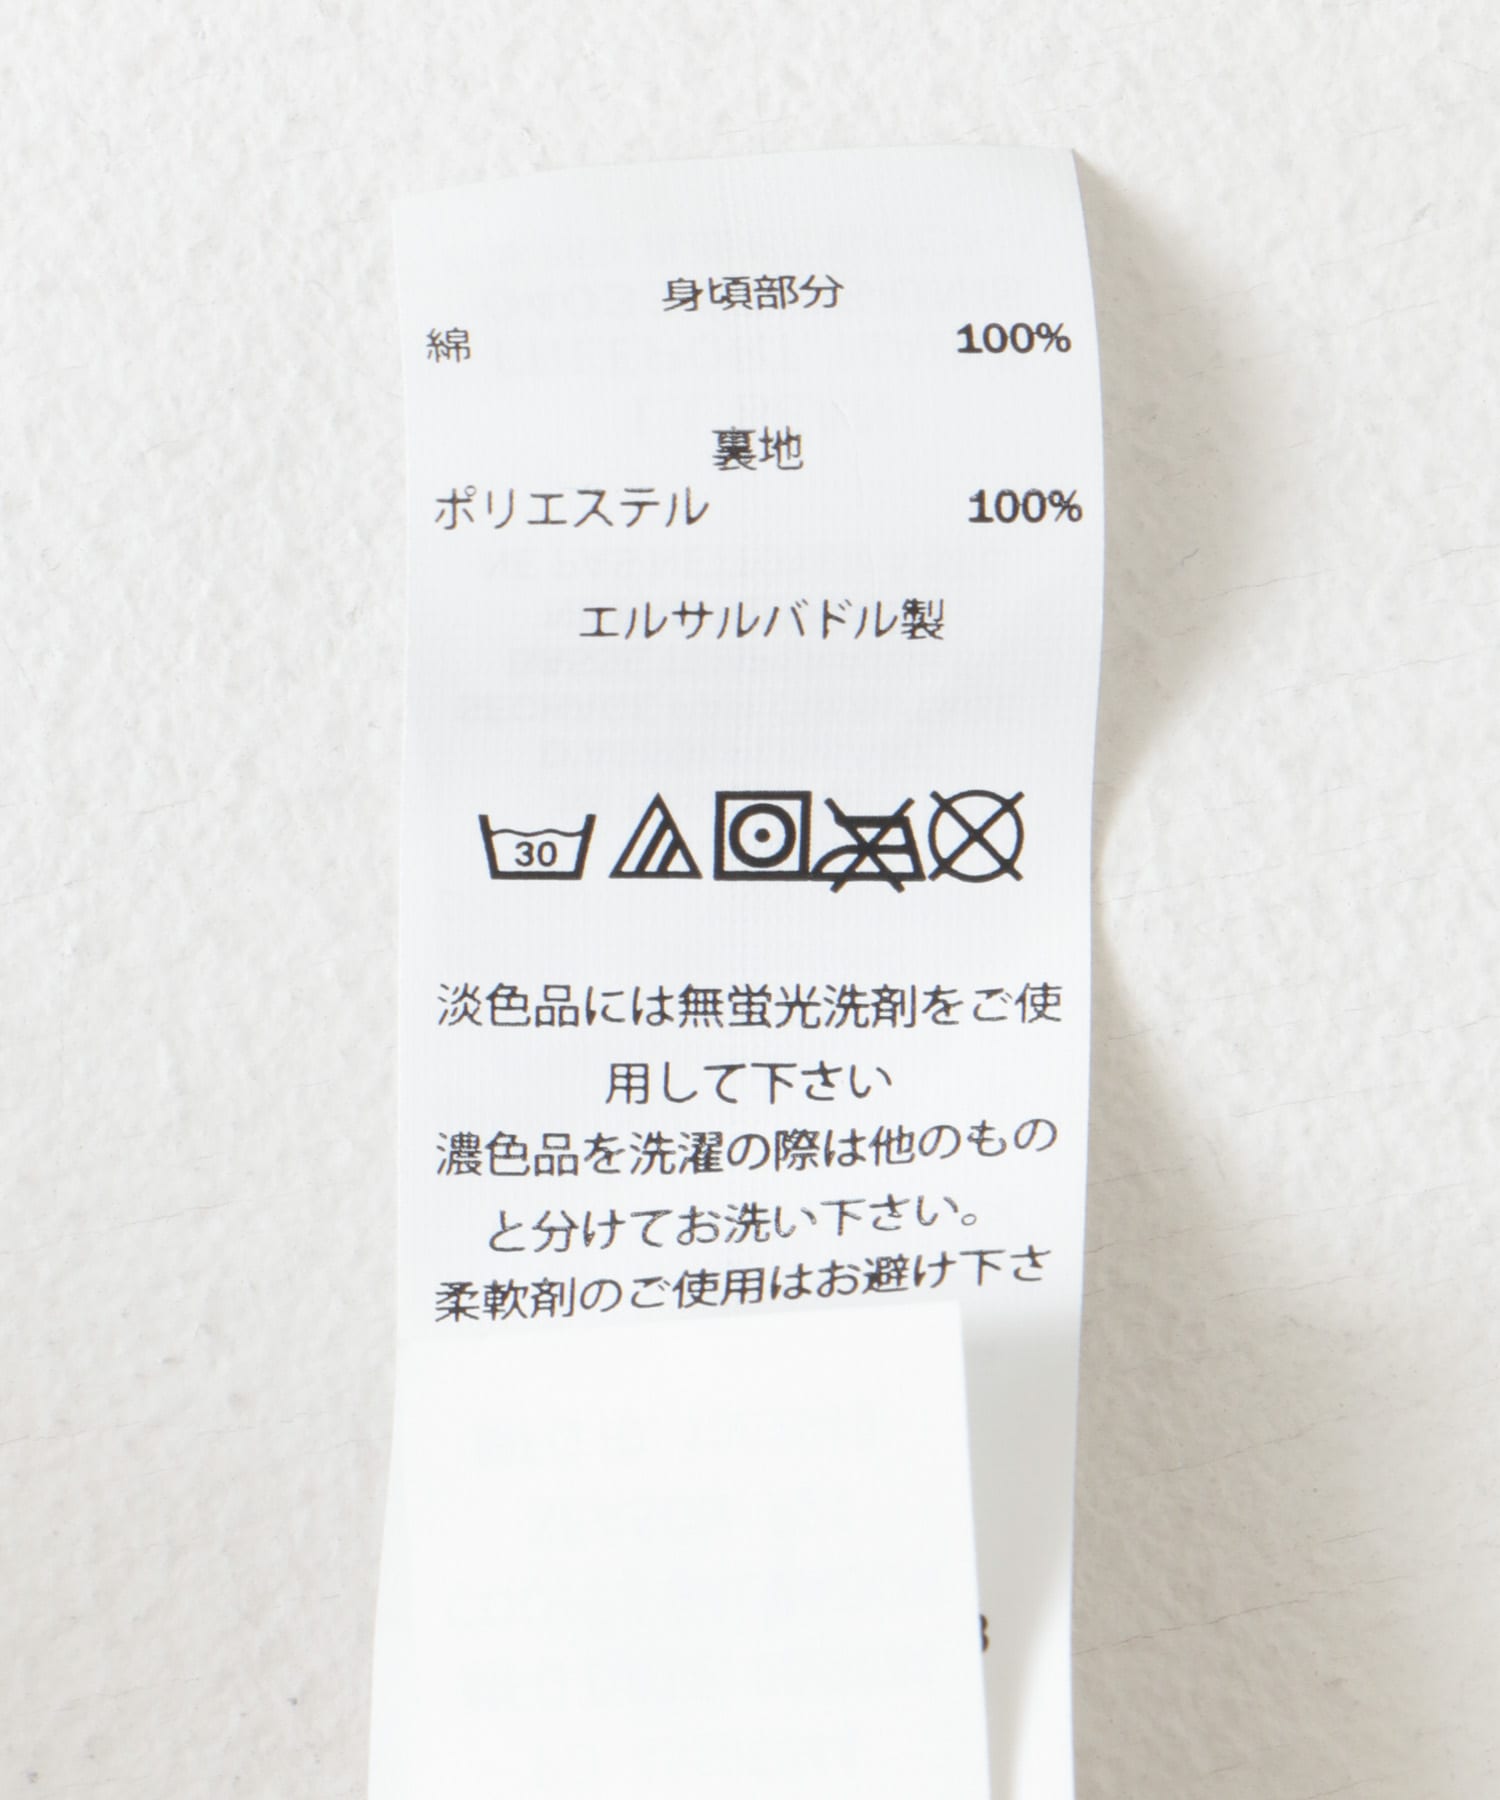 身頃部分
綿 100%
裏地
ポリエステル 100%
エルサルバドル製
30
淡色品には無蛍光洗剤をご使
用して下さい
濃色品を洗濯の際は他のもの
と分けてお洗い下さい。
柔軟剤のご使用はお避け下さ